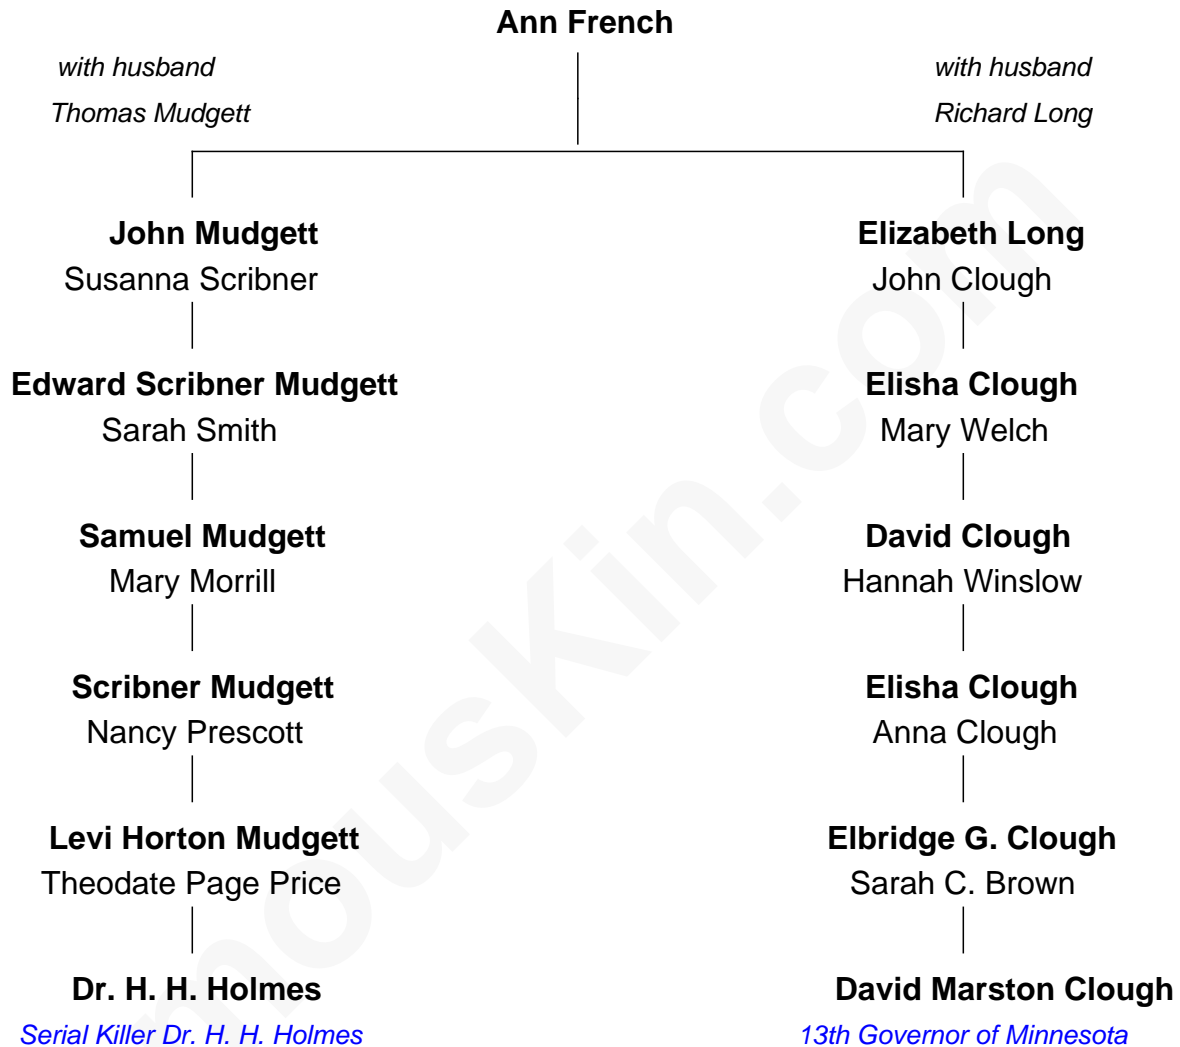 Ann French
with husband
Thomas Mudgett
with husband
Richard Long
John Mudgett
Susanna Scribner
Elizabeth Long
John Clough
Edward Scribner Mudgett
Sarah Smith
Elisha Clough
Mary Welch
Samuel Mudgett
Mary Morrill
David Clough
Hannah Winslow
Scribner Mudgett
Nancy Prescott
Elisha Clough
Anna Clough
Levi Horton Mudgett
Theodate Page Price
Elbridge G. Clough
Sarah C. Brown
Dr. H. H. Holmes
Serial Killer Dr. H. H. Holmes
David Marston Clough
13th Governor of Minnesota
mousKin.com